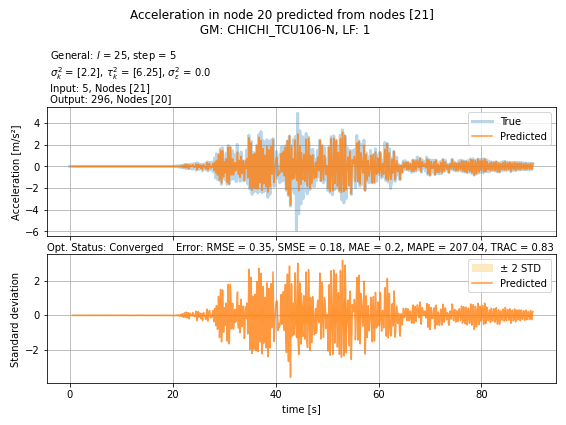 Acceleration in node 20 predicted from nodes [21]
GM: CHICHI_TCU106-N, LF: 1
General: l = 25, step = 5
σ²ₖ = [2.2], τ²ₖ = [6.25], σ²ε = 0.0
Input: 5, Nodes [21]
Output: 296, Nodes [20]
True
Predicted
Acceleration [m/s²]
4
2
0
−2
−4
−6
Opt. Status: Converged Error: RMSE = 0.35, SMSE = 0.18, MAE = 0.2, MAPE = 207.04, TRAC = 0.83
± 2 STD
Predicted
Standard deviation
2
0
−2
0 20 40 60 80
time [s]